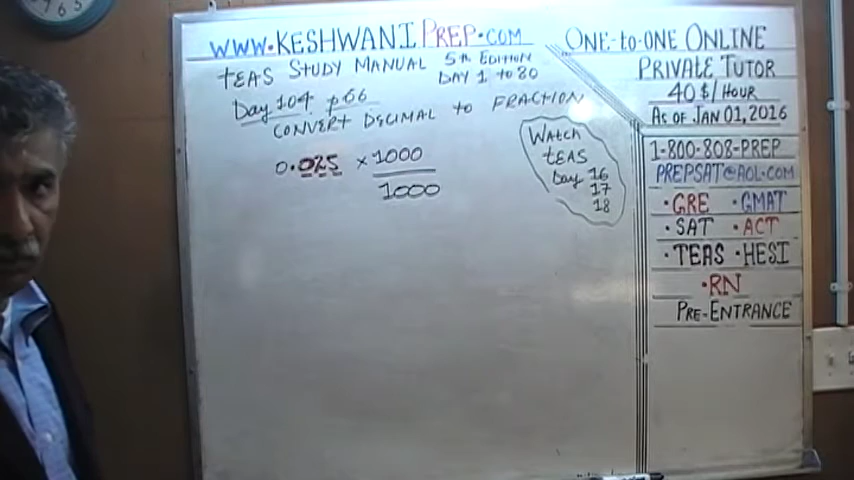 WWW.KESHWANIPREP.COM
TEAS STUDY MANUAL 5th EDITION
DAY 1 TO 80
Day 104 p66
CONVERT DECIMAL to FRACTION
0.025 x 1000
1000
WATCH
tEAS
Day 16
17
18
ONE-to-ONE ONLINE
PRIVATE TUTOR
40 $/HOUR
AS OF JAN 01, 2016
1-800-808-PREP
PREPSAT@AOL.COM
•GRE •GMAT
•SAT •ACT
•TEAS •HESI
•RN
PRE-ENTRANCE
7 6 5